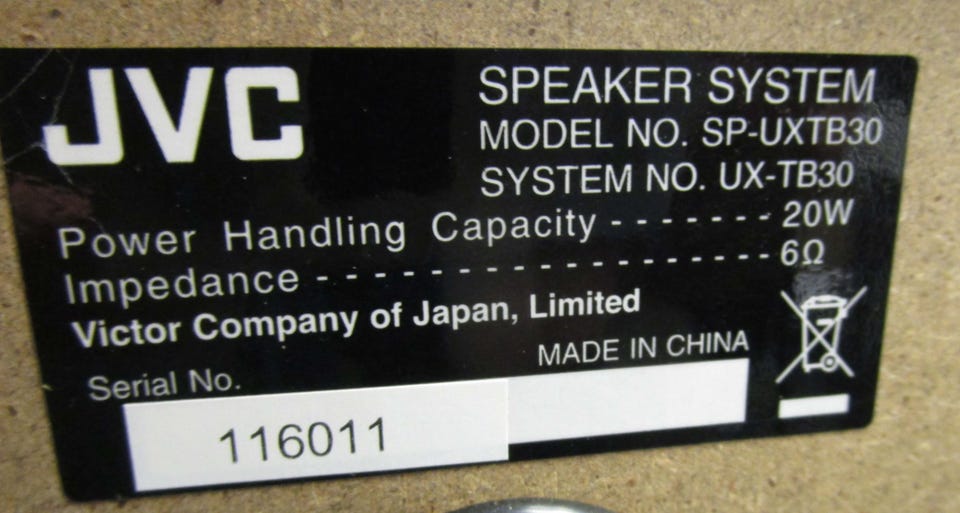 JVC
SPEAKER SYSTEM
MODEL NO. SP-UXTB30
SYSTEM NO. UX-TB30
Power Handling Capacity - - - - - - - 20W
Impedance - - - - - - - - - - - - - - - - - - 6Ω
Victor Company of Japan, Limited
MADE IN CHINA
Serial No.
116011